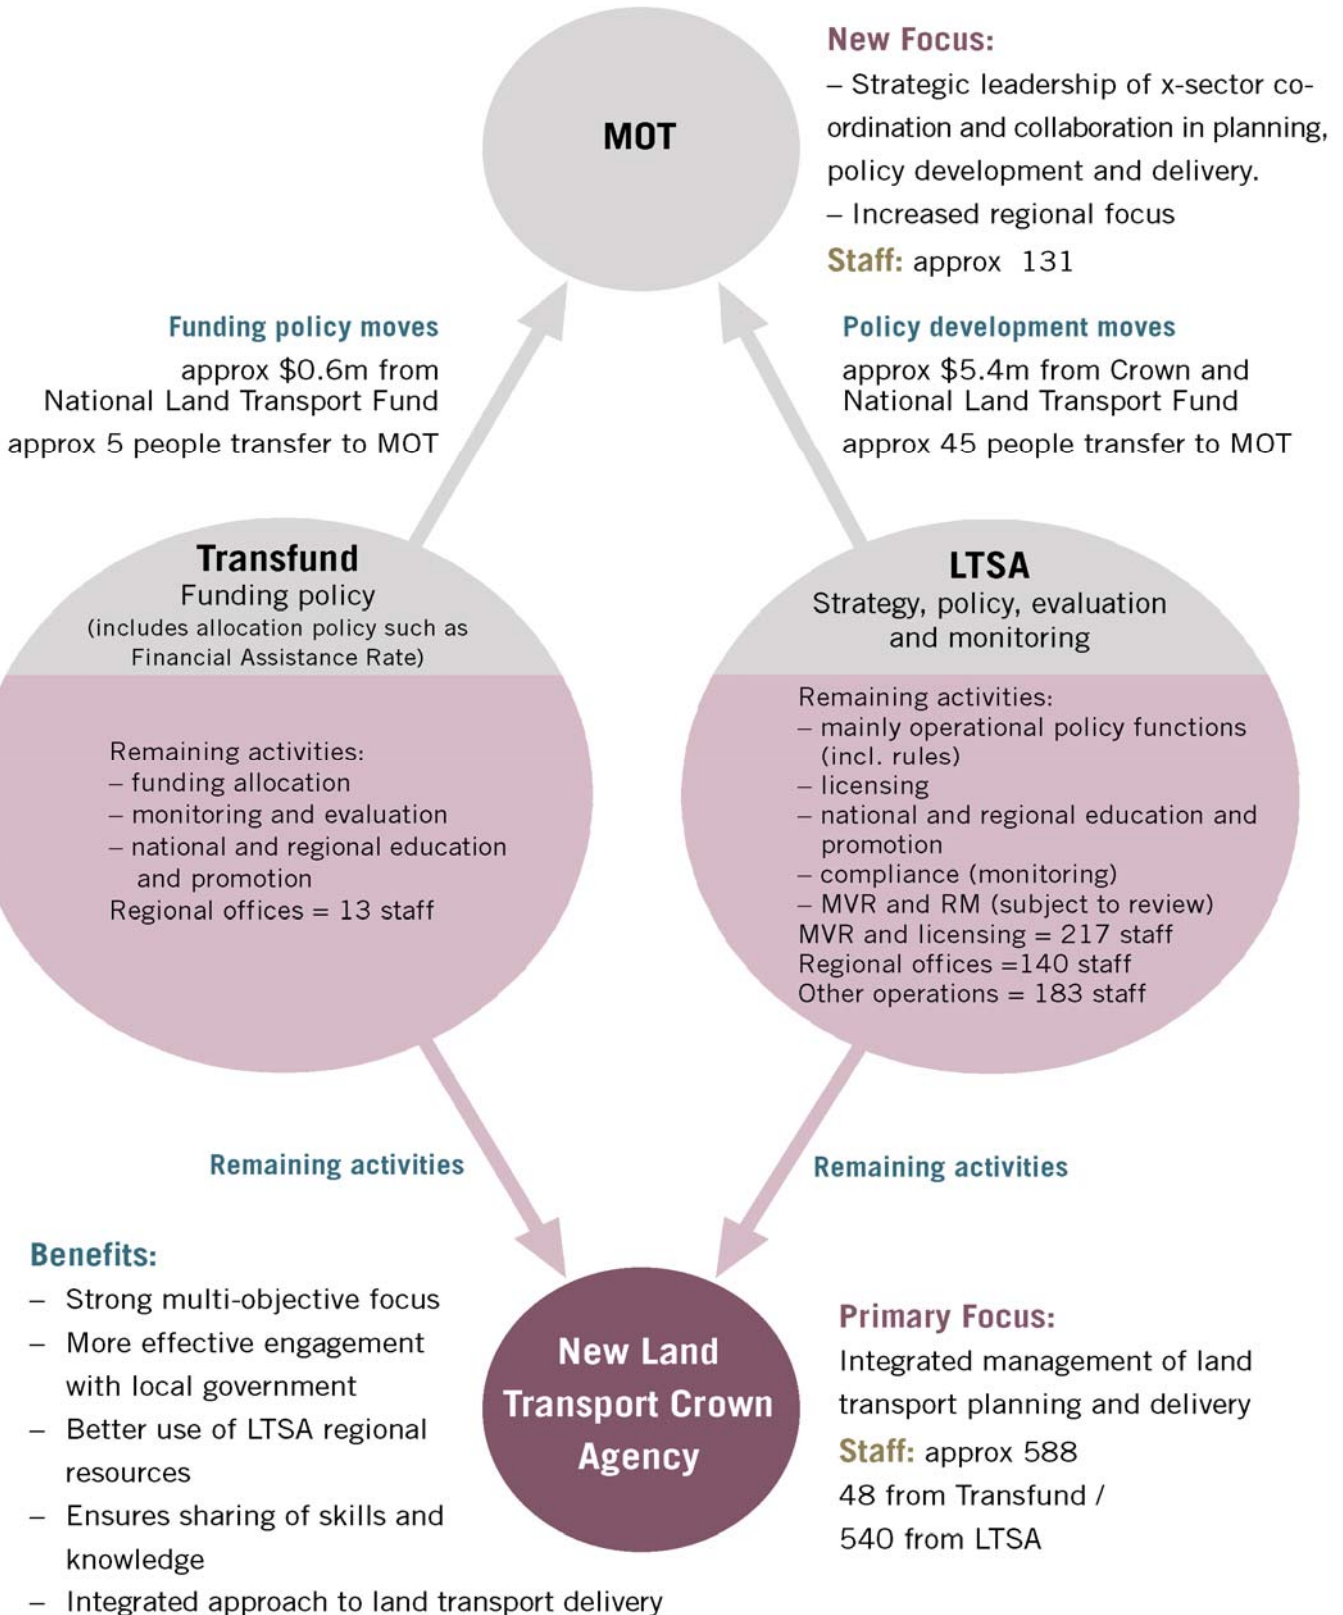 MOT
New Focus:
– Strategic leadership of x-sector co-
ordination and collaboration in planning,
policy development and delivery.
– Increased regional focus
Staff: approx  131
Funding policy moves
approx $0.6m from
National Land Transport Fund
approx 5 people transfer to MOT
Policy development moves
approx $5.4m from Crown and
National Land Transport Fund
approx 45 people transfer to MOT
Transfund
Funding policy
(includes allocation policy such as
Financial Assistance Rate)
Remaining activities:
– funding allocation
– monitoring and evaluation
– national and regional education
and promotion
Regional offices = 13 staff
LTSA
Strategy, policy, evaluation
and monitoring
Remaining activities:
– mainly operational policy functions
(incl. rules)
– licensing
– national and regional education and
promotion
– compliance (monitoring)
– MVR and RM (subject to review)
MVR and licensing = 217 staff
Regional offices =140 staff
Other operations = 183 staff
Remaining activities
Remaining activities
Benefits:
– Strong multi-objective focus
– More effective engagement
with local government
– Better use of LTSA regional
resources
– Ensures sharing of skills and
knowledge
– Integrated approach to land transport delivery
New Land
Transport Crown
Agency
Primary Focus:
Integrated management of land
transport planning and delivery
Staff: approx 588
48 from Transfund /
540 from LTSA